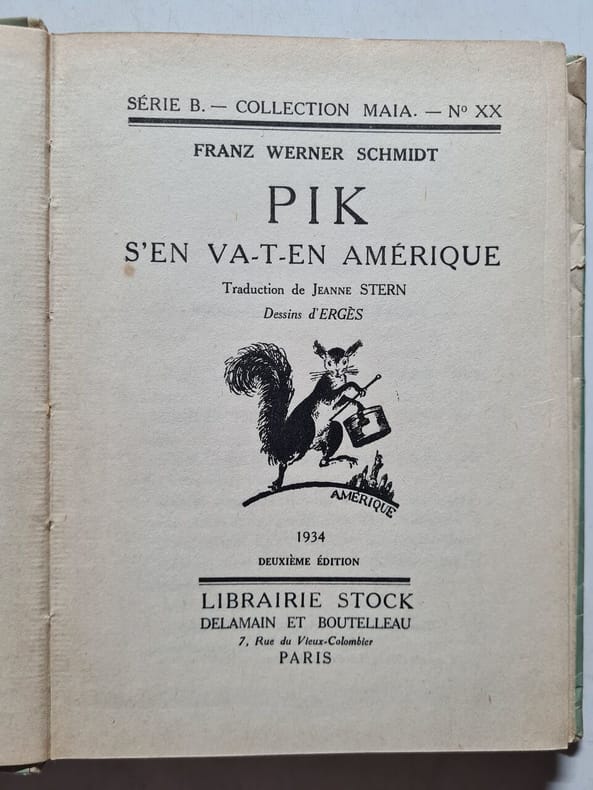 SÉRIE B. — COLLECTION MAIA. — Nº XX
FRANZ WERNER SCHMIDT
PIK
S'EN VA-T-EN AMÉRIQUE
Traduction de JEANNE STERN
Dessins d'ERGÈS
AMÉRIQUE
1934
DEUXIÈME ÉDITION
LIBRAIRIE STOCK
DELAMAIN ET BOUTELLEAU
7, Rue du Vieux-Colombier
PARIS